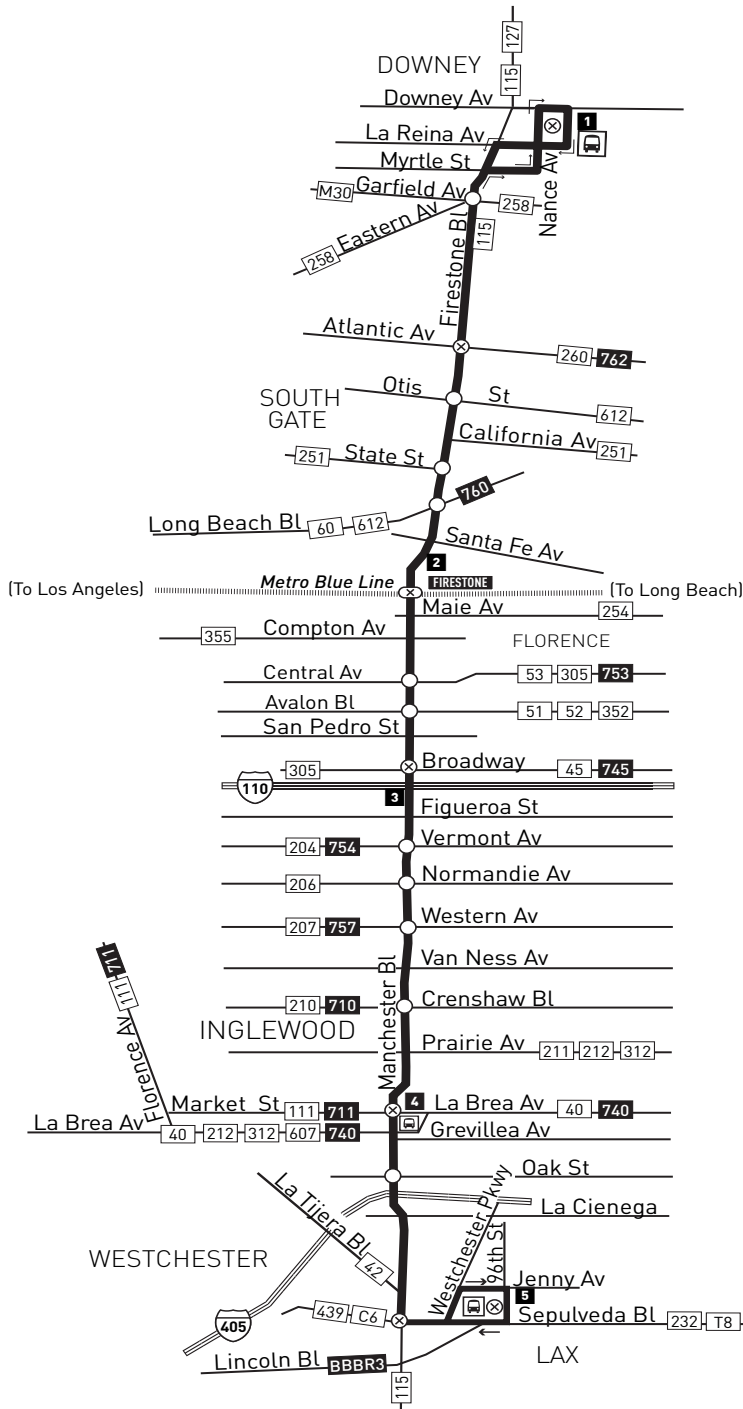 127
DOWNEY
115
Downey Av
1
La Reina Av
Myrtle St
Nance Av
M30
Garfield Av
258
Eastern Av
258
115
Firestone Bl
Atlantic Av
260 762
Otis St
SOUTH
GATE
612
California Av
251
251 State St
760
Long Beach Bl 60 612
Santa Fe Av
2
(To Los Angeles) Metro Blue Line FIRESTONE (To Long Beach)
Maie Av 254
355 Compton Av
FLORENCE
Central Av 53 305 753
Avalon Bl 51 52 352
San Pedro St
305 Broadway 45 745
110
3
Figueroa St
204 754 Vermont Av
206 Normandie Av
207 757 Western Av
Van Ness Av
Manchester Bl
711
111
Florence Av
210 710 Crenshaw Bl
INGLEWOOD
Prairie Av 211 212 312
4
Market St 111 711 La Brea Av 40 740
La Brea Av 40 212 312 607 740 Grevillea Av
Oak St
La Tijera Bl
42
La Cienega
Westchester Pkwy
96th St
WESTCHESTER
Jenny Av
5
439 C6 Sepulveda Bl 232 T8
405
Lincoln Bl BBBR3
LAX
115